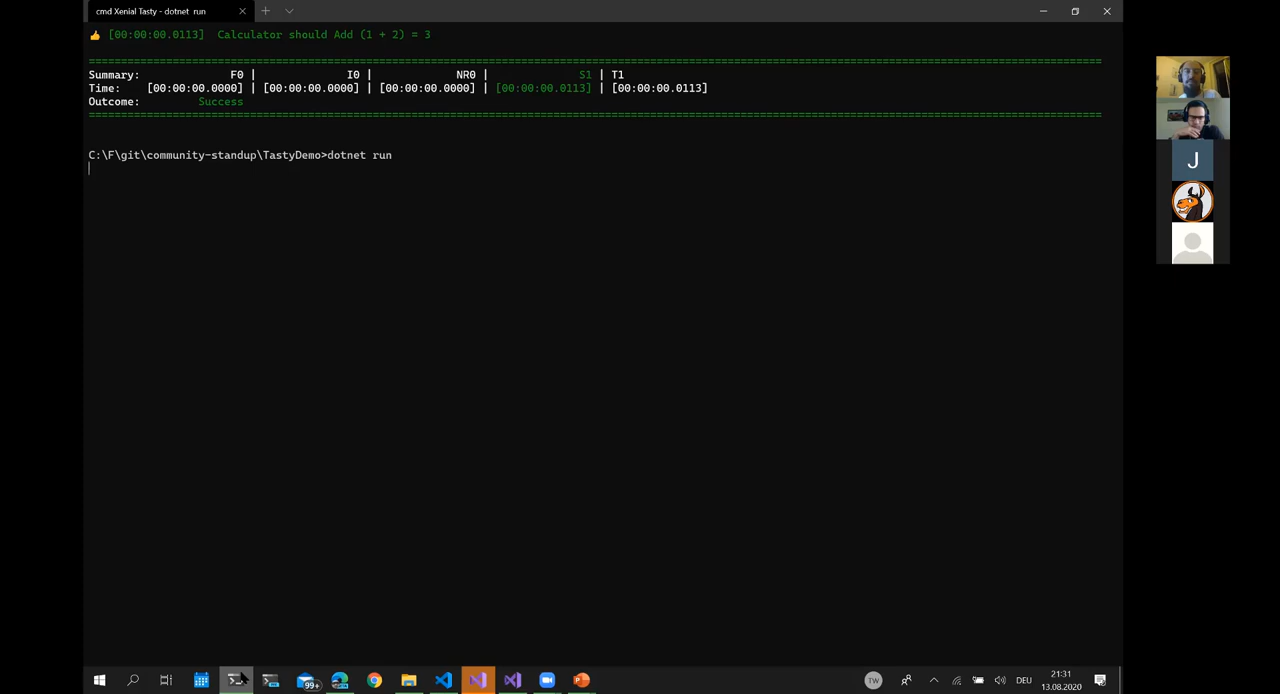 cmd Xenial Tasty - dotnet run
👍 [00:00:00.0113] Calculator should Add (1 + 2) = 3
================================================================
Summary: F0 | I0 | NR0 | S1 | T1
Time: [00:00:00.0000] | [00:00:00.0000] | [00:00:00.0000] | [00:00:00.0113] | [00:00:00.0113]
Outcome: Success
================================================================
C:\F\git\community-standup\TastyDemo>dotnet run
J
99+
TW
DEU
21:31
13.08.2020